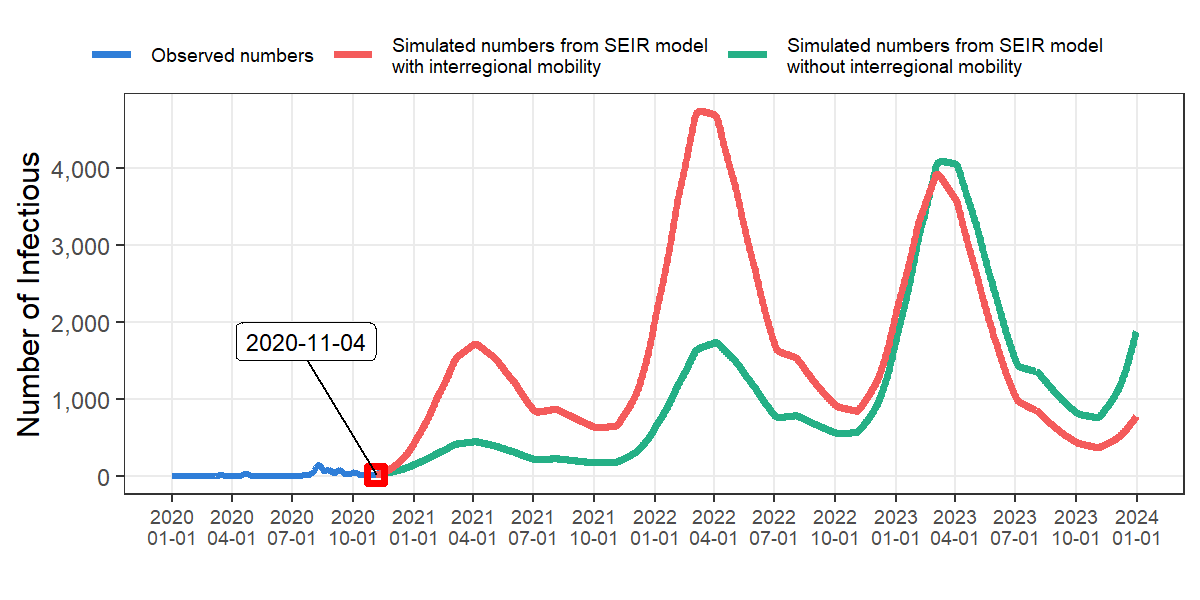 Observed numbers
Simulated numbers from SEIR model
with interregional mobility
Simulated numbers from SEIR model
without interregional mobility
Number of Infectious
4,000
3,000
2,000
1,000
0
2020-11-04
2020 2020 2020 2020 2021 2021 2021 2021 2022 2022 2022 2022 2023 2023 2023 2023 2024
01-01 04-01 07-01 10-01 01-01 04-01 07-01 10-01 01-01 04-01 07-01 10-01 01-01 04-01 07-01 10-01 01-01